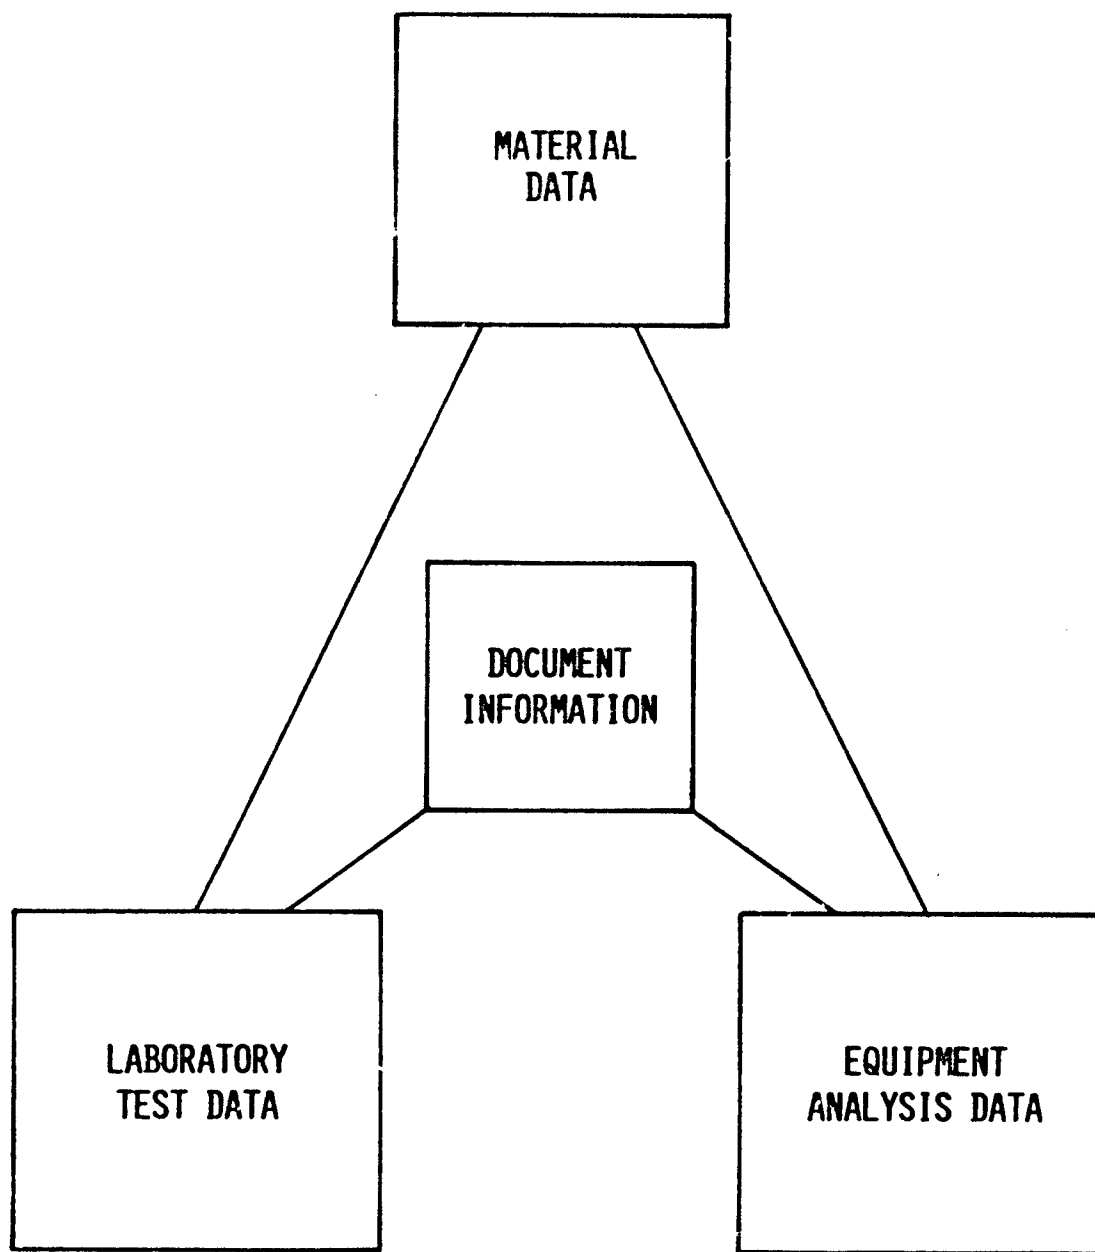 MATERIAL
DATA
DOCUMENT
INFORMATION
LABORATORY
TEST DATA
EQUIPMENT
ANALYSIS DATA